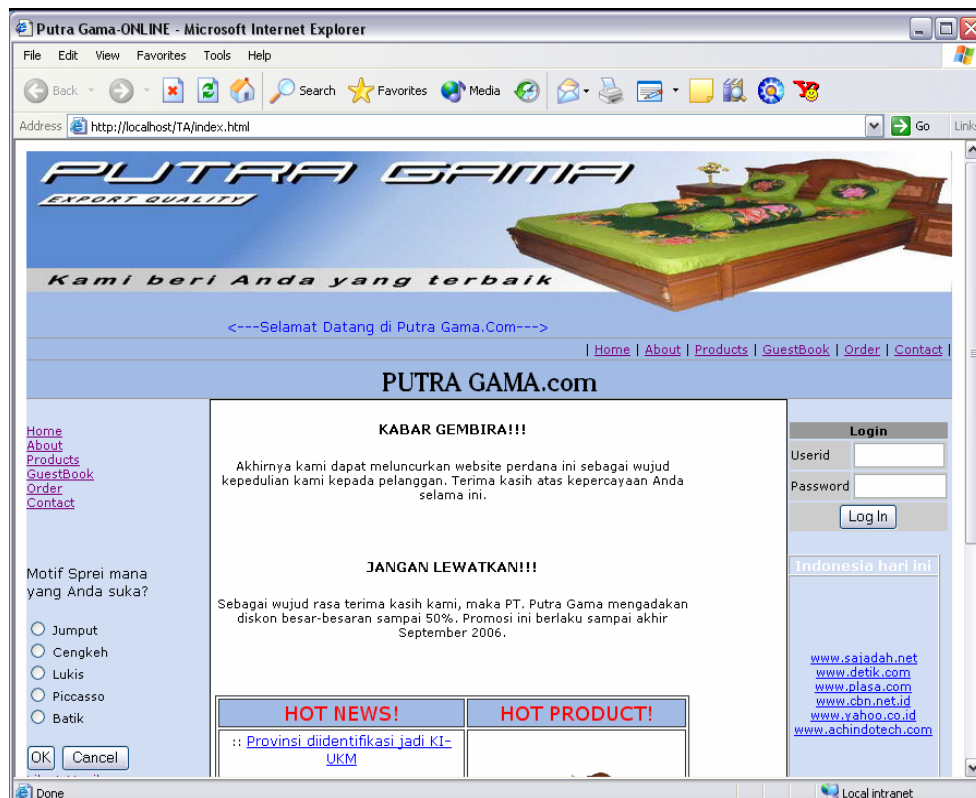 Putra Gama-ONLINE - Microsoft Internet Explorer
File Edit View Favorites Tools Help
Back Search Favorites Media
Address http://localhost/TA/index.html Go Links
PUTRA GAMA
EXPORT QUALITY
Kami beri Anda yang terbaik
<---Selamat Datang di Putra Gama.Com--->
| Home | About | Products | GuestBook | Order | Contact |
PUTRA GAMA.com
Home
About
Products
GuestBook
Order
Contact
Motif Sprei mana
yang Anda suka?
Jumput
Cengkeh
Lukis
Piccasso
Batik
OK Cancel
KABAR GEMBIRA!!!
Akhirnya kami dapat meluncurkan website perdana ini sebagai wujud
kepedulian kami kepada pelanggan. Terima kasih atas kepercayaan Anda
selama ini.
JANGAN LEWATKAN!!!
Sebagai wujud rasa terima kasih kami, maka PT. Putra Gama mengadakan
diskon besar-besaran sampai 50%. Promosi ini berlaku sampai akhir
September 2006.
HOT NEWS! HOT PRODUCT!
:: Provinsi diidentifikasi jadi KI-
UKM
Login
Userid
Password
Log In
Indonesia hari ini
www.sajadah.net
www.detik.com
www.plasa.com
www.cbn.net.id
www.yahoo.co.id
www.achindotech.com
Done Local intranet